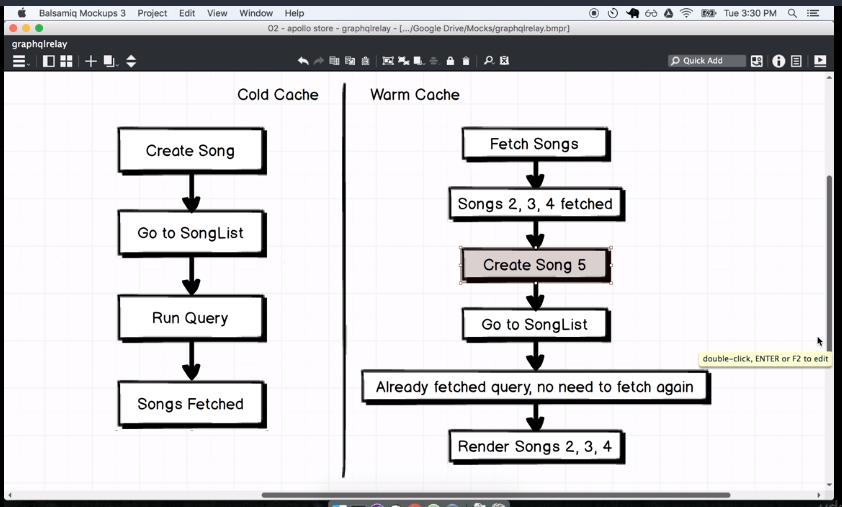 Balsamiq Mockups 3 Project Edit View Window Help Tue 3:30 PM
02 - apollo store - graphqlrelay - [.../Google Drive/Mocks/graphqlrelay.bmpr]
graphqlrelay
Quick Add
Cold Cache
Warm Cache
Create Song
Go to SongList
Run Query
Songs Fetched
Fetch Songs
Songs 2, 3, 4 fetched
Create Song 5
Go to SongList
Already fetched query, no need to fetch again
Render Songs 2, 3, 4
double-click, ENTER or F2 to edit